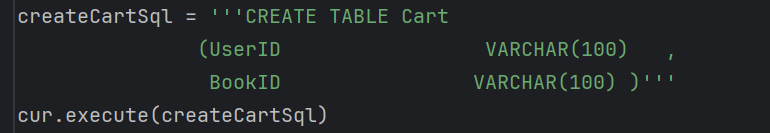 createCartSql = '''CREATE TABLE Cart
(UserID VARCHAR(100) ,
BookID VARCHAR(100) )'''
cur.execute(createCartSql)